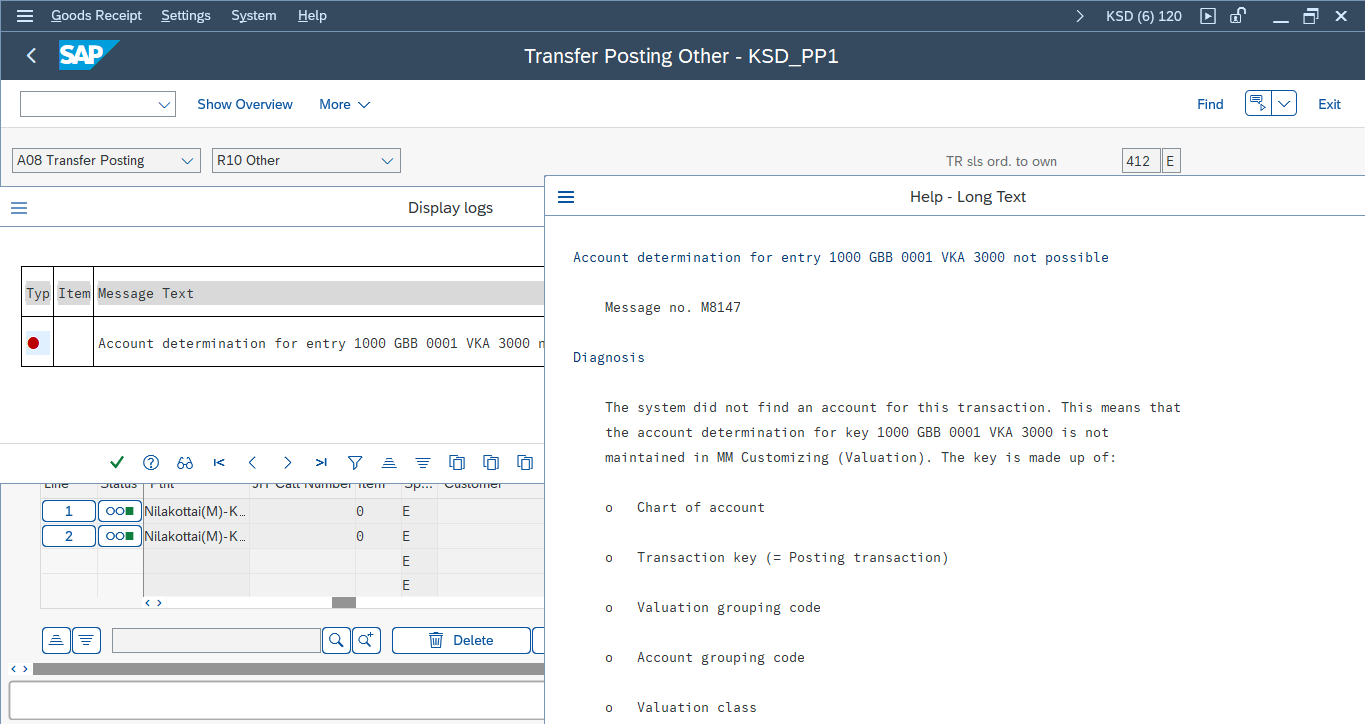 Goods Receipt Settings System Help KSD (6) 120
SAP Transfer Posting Other - KSD_PP1
Show Overview More Find Exit
A08 Transfer Posting R10 Other TR sls ord. to own 412 E
Display logs
Typ Item Message Text
Account determination for entry 1000 GBB 0001 VKA 3000 n
Line Status JIT Call Number Item Sp... Customer
1 Nilakottai(M)-K... 0 E
2 Nilakottai(M)-K... 0 E
E
E
Delete
Help - Long Text
Account determination for entry 1000 GBB 0001 VKA 3000 not possible
Message no. M8147
Diagnosis
The system did not find an account for this transaction. This means that
the account determination for key 1000 GBB 0001 VKA 3000 is not
maintained in MM Customizing (Valuation). The key is made up of:
o Chart of account
o Transaction key (= Posting transaction)
o Valuation grouping code
o Account grouping code
o Valuation class